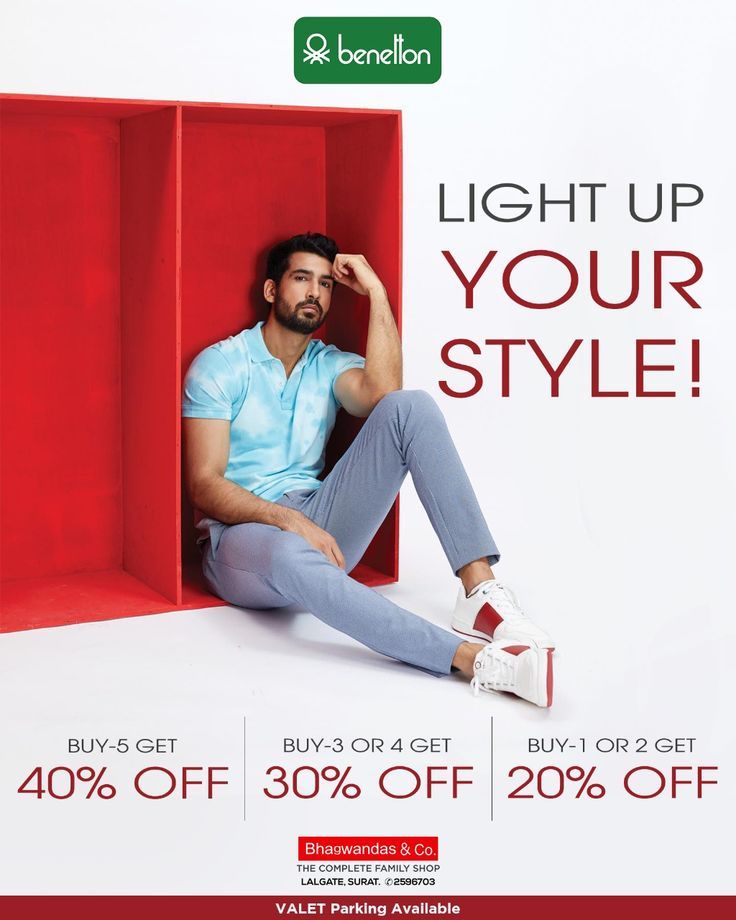 benetton
LIGHT UP
YOUR
STYLE!
BUY-5 GET
40% OFF
BUY-3 OR 4 GET
30% OFF
BUY-1 OR 2 GET
20% OFF
Bhagwandas & Co.
THE COMPLETE FAMILY SHOP
LALGATE, SURAT. ✆2596703
VALET Parking Available